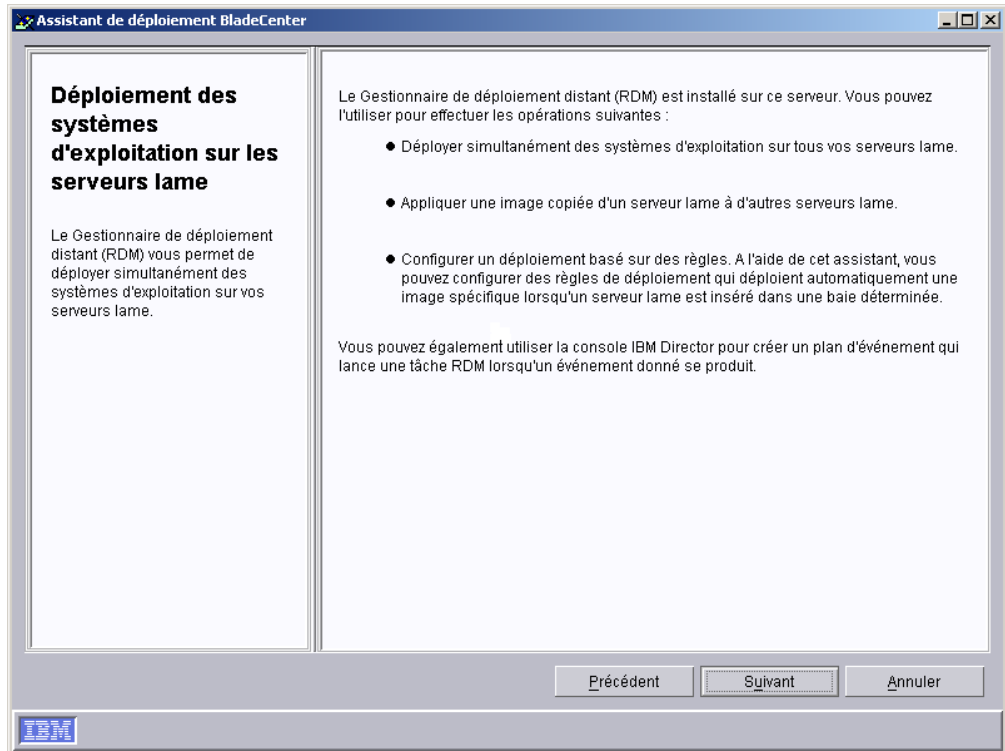 Assistant de déploiement BladeCenter
Déploiement des
systèmes
d'exploitation sur les
serveurs lame
Le Gestionnaire de déploiement
distant (RDM) vous permet de
déployer simultanément des
systèmes d'exploitation sur vos
serveurs lame.
Le Gestionnaire de déploiement distant (RDM) est installé sur ce serveur. Vous pouvez
l'utiliser pour effectuer les opérations suivantes :
● Déployer simultanément des systèmes d'exploitation sur tous vos serveurs lame.
● Appliquer une image copiée d'un serveur lame à d'autres serveurs lame.
● Configurer un déploiement basé sur des règles. A l'aide de cet assistant, vous
pouvez configurer des règles de déploiement qui déploient automatiquement une
image spécifique lorsqu'un serveur lame est inséré dans une baie déterminée.
Vous pouvez également utiliser la console IBM Director pour créer un plan d'événement qui
lance une tâche RDM lorsqu'un événement donné se produit.
Précédent
Suivant
Annuler
IBM